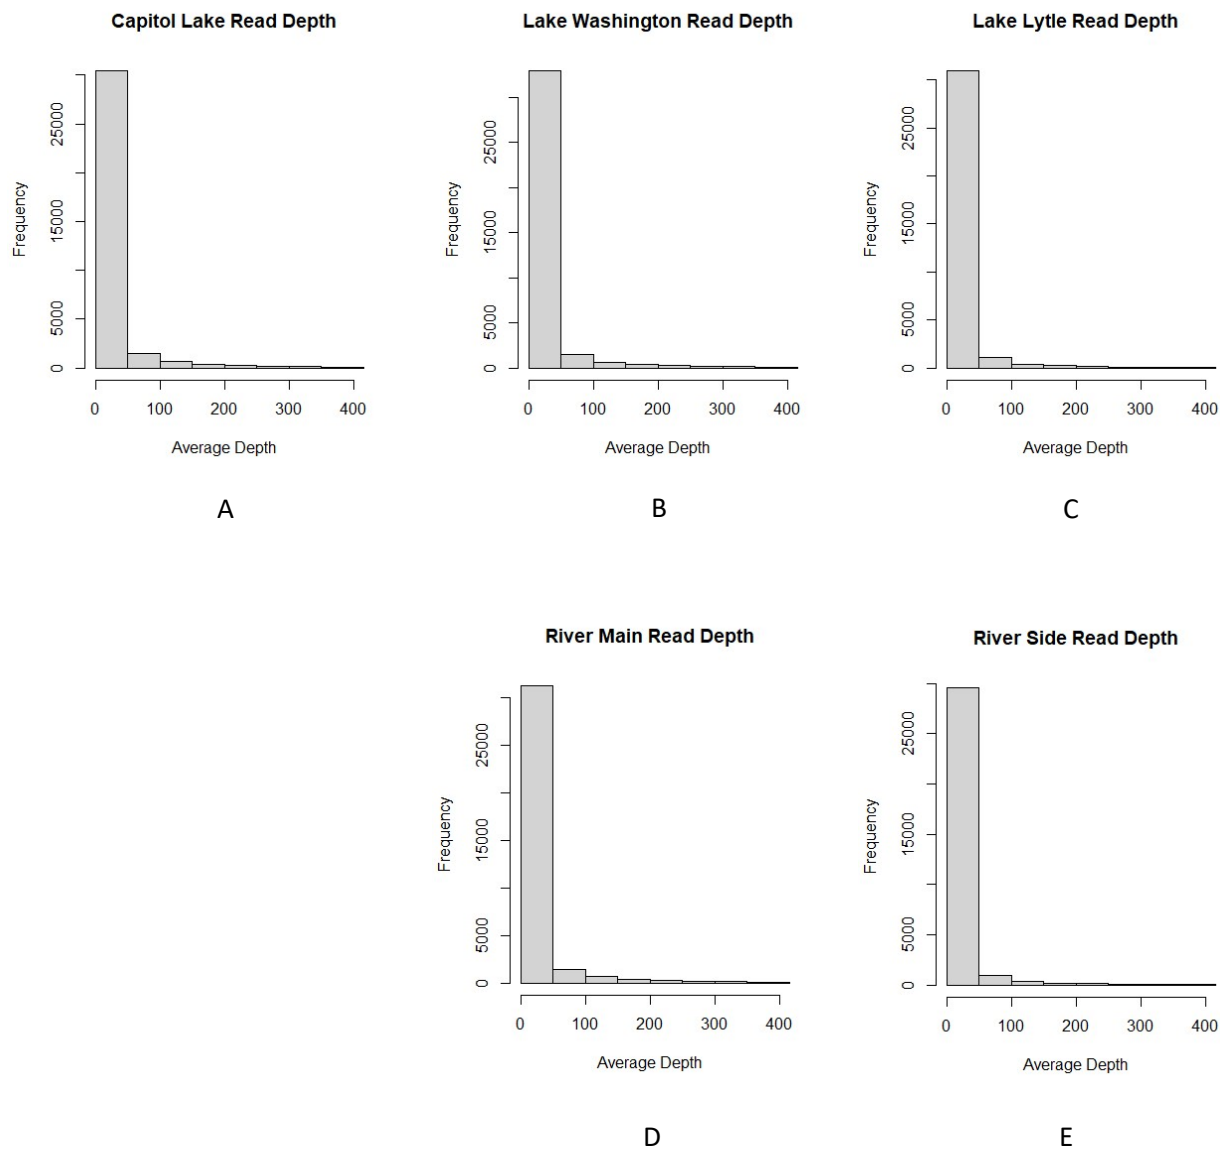 Capitol Lake Read Depth
Frequency
25000
15000
5000
0
0 100 200 300 400
Average Depth
A
Lake Washington Read Depth
Frequency
25000
15000
5000
0
0 100 200 300 400
Average Depth
B
Lake Lytle Read Depth
Frequency
25000
15000
5000
0
0 100 200 300 400
Average Depth
C
River Main Read Depth
Frequency
25000
15000
5000
0
0 100 200 300 400
Average Depth
D
River Side Read Depth
Frequency
25000
15000
5000
0
0 100 200 300 400
Average Depth
E